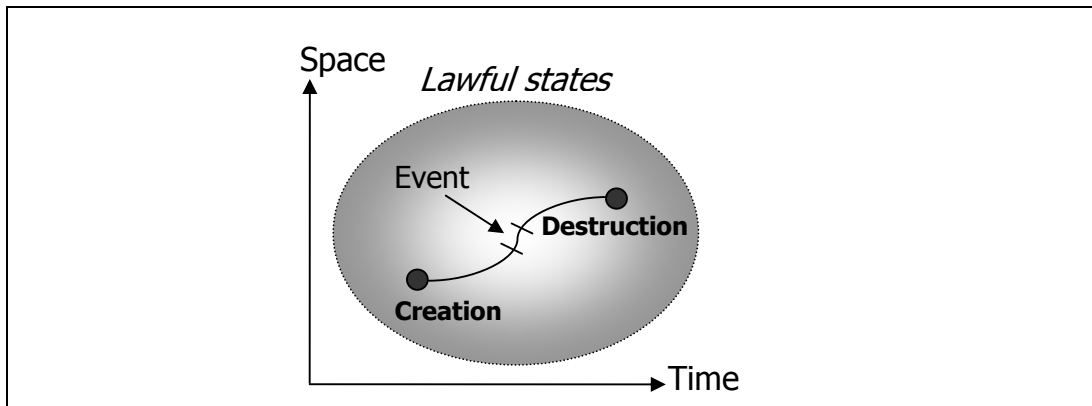 Space
Lawful states
Event
Destruction
Creation
Time